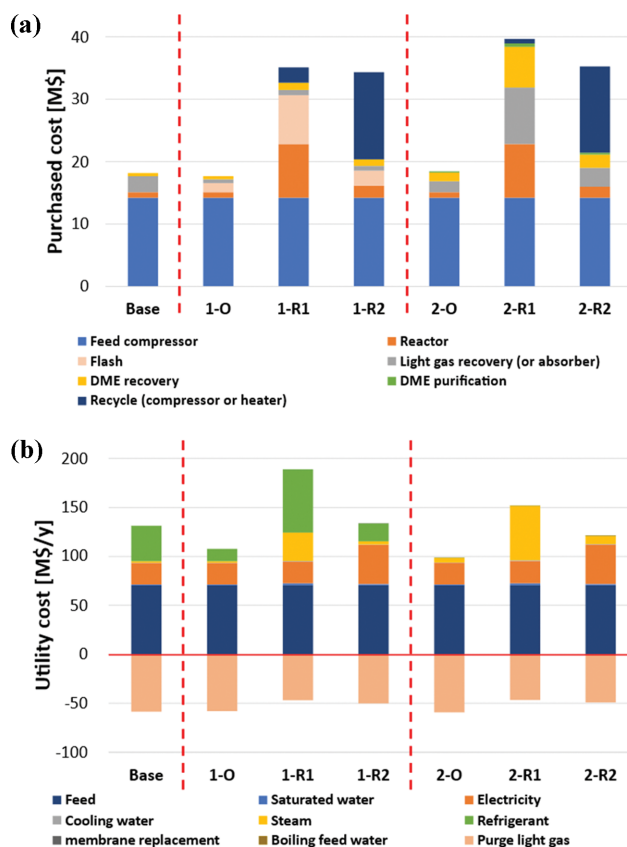 (a)
Purchased cost [M$]
40
30
20
10
0
Base 1-O 1-R1 1-R2 2-O 2-R1 2-R2
Feed compressor Reactor
Flash Light gas recovery (or absorber)
DME recovery DME purification
Recycle (compressor or heater)
(b)
Utility cost [M$/y]
200
150
100
50
0
-50
-100
Base 1-O 1-R1 1-R2 2-O 2-R1 2-R2
Feed Saturated water Electricity
Cooling water Steam Refrigerant
membrane replacement Boiling feed water Purge light gas